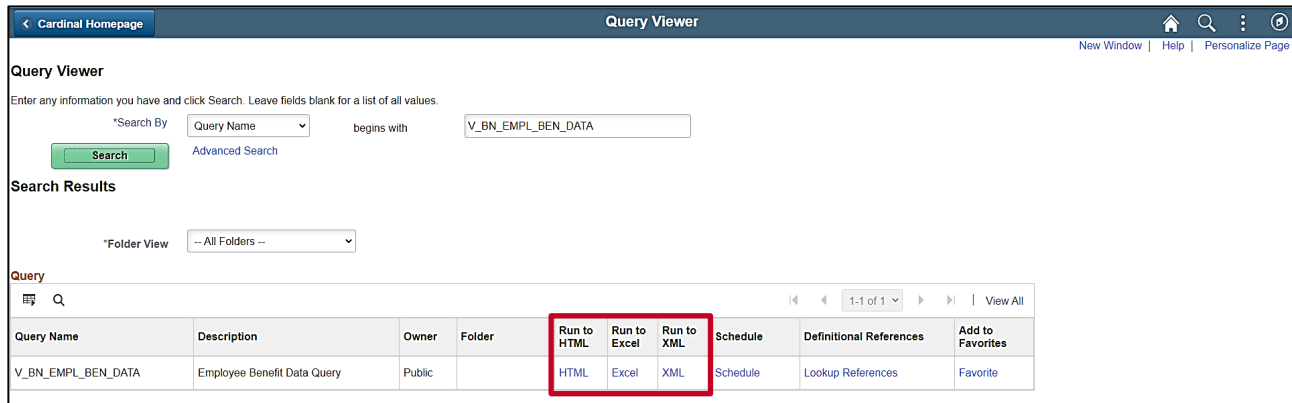 Cardinal Homepage
Query Viewer
New Window | Help | Personalize Page
Query Viewer
Enter any information you have and click Search. Leave fields blank for a list of all values.
*Search By Query Name begins with V_BN_EMPL_BEN_DATA
Search Advanced Search
Search Results
*Folder View -- All Folders --
Query
1-1 of 1 | View All
Query Name Description Owner Folder Run to HTML Run to Excel Run to XML Schedule Definitional References Add to Favorites
V_BN_EMPL_BEN_DATA Employee Benefit Data Query Public HTML Excel XML Schedule Lookup References Favorite